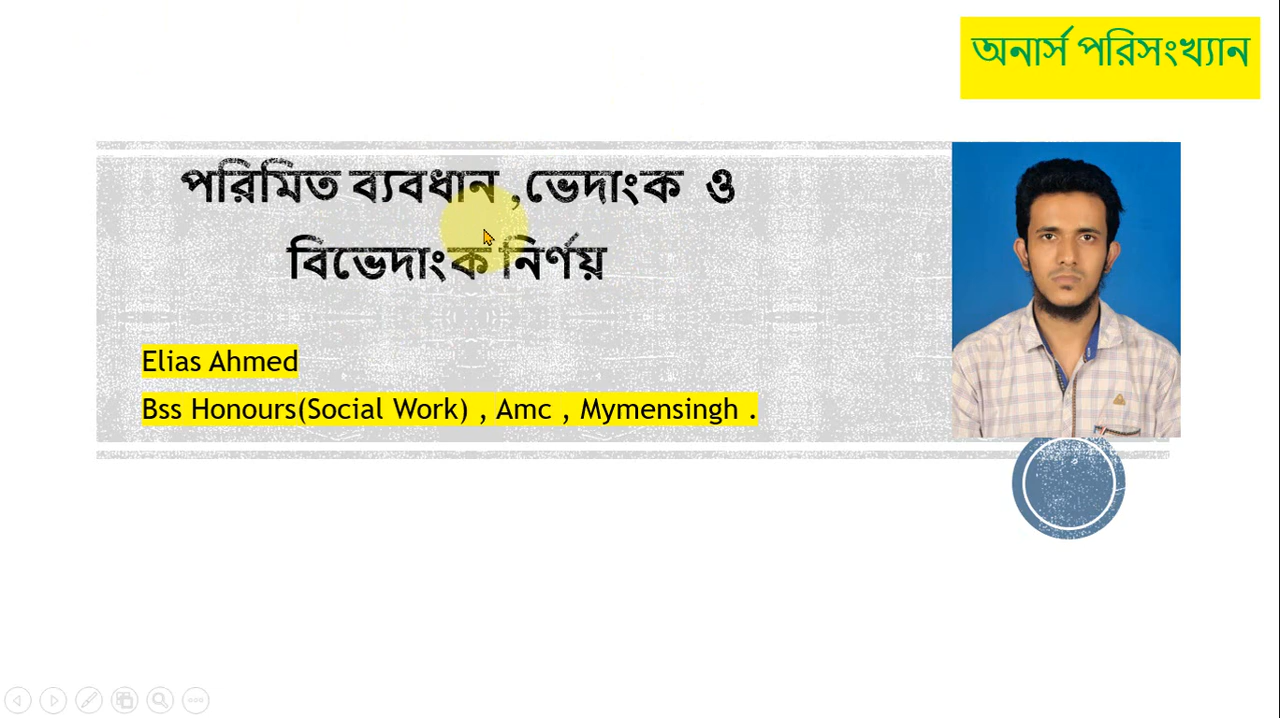 অনার্স পরিসংখ্যান
পরিমিত ব্যবধান ,ভেদাংক ও
বিভেদাংক নির্ণয়
Elias Ahmed
Bss Honours(Social Work) , Amc , Mymensingh .